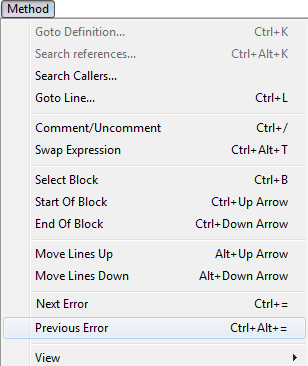 Method
Goto Definition... Ctrl+K
Search references... Ctrl+Alt+K
Search Callers...
Goto Line... Ctrl+L
Comment/Uncomment Ctrl+/
Swap Expression Ctrl+Alt+T
Select Block Ctrl+B
Start Of Block Ctrl+Up Arrow
End Of Block Ctrl+Down Arrow
Move Lines Up Alt+Up Arrow
Move Lines Down Alt+Down Arrow
Next Error Ctrl+=
Previous Error Ctrl+Alt+=
View